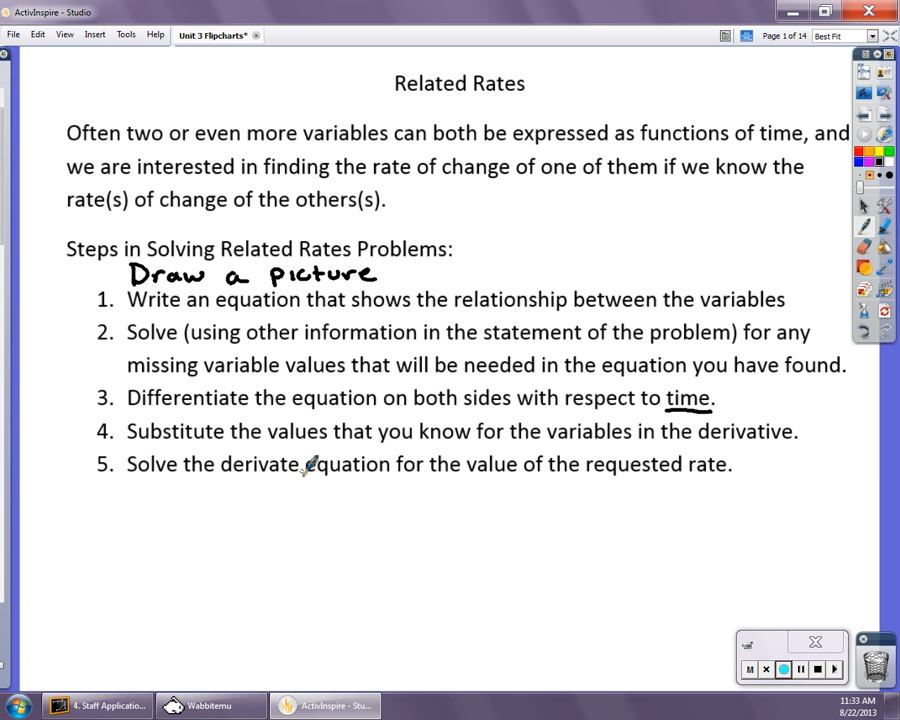 ActivInspire - Studio
File Edit View Insert Tools Help
Unit 3 Flipcharts*
Page 1 of 14
Best Fit
Related Rates
Often two or even more variables can both be expressed as functions of time, and
we are interested in finding the rate of change of one of them if we know the
rate(s) of change of the others(s).
Steps in Solving Related Rates Problems:
Draw a picture
1. Write an equation that shows the relationship between the variables
2. Solve (using other information in the statement of the problem) for any
missing variable values that will be needed in the equation you have found.
3. Differentiate the equation on both sides with respect to time.
4. Substitute the values that you know for the variables in the derivative.
5. Solve the derivate equation for the value of the requested rate.
M
4. Staff Applicatio...
Wabbitemu
ActivInspire - Stu...
11:33 AM
8/22/2013